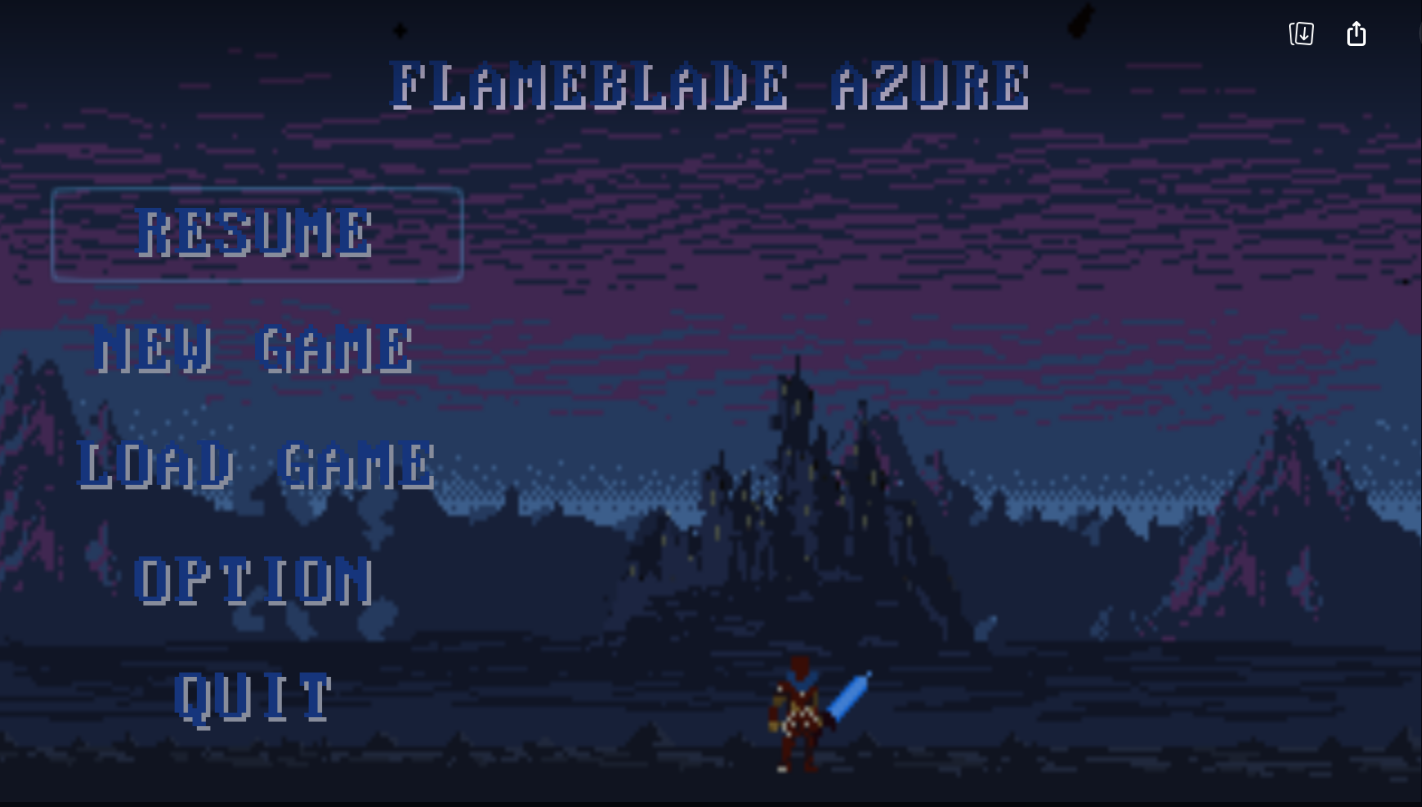 FLAMEBLADE AZURE
RESUME
NEW GAME
LOAD GAME
OPTION
QUIT